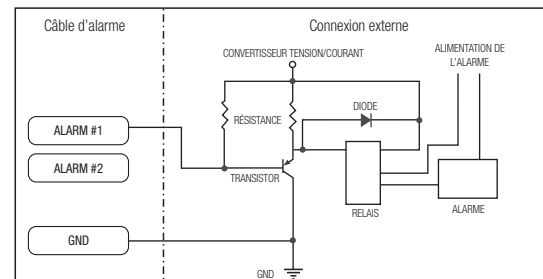 Câble d'alarme
Connexion externe
CONVERTISSEUR TENSION/COURANT
ALIMENTATION DE
L'ALARME
DIODE
RÉSISTANCE
ALARM #1
ALARM #2
TRANSISTOR
RELAIS
ALARME
GND
GND